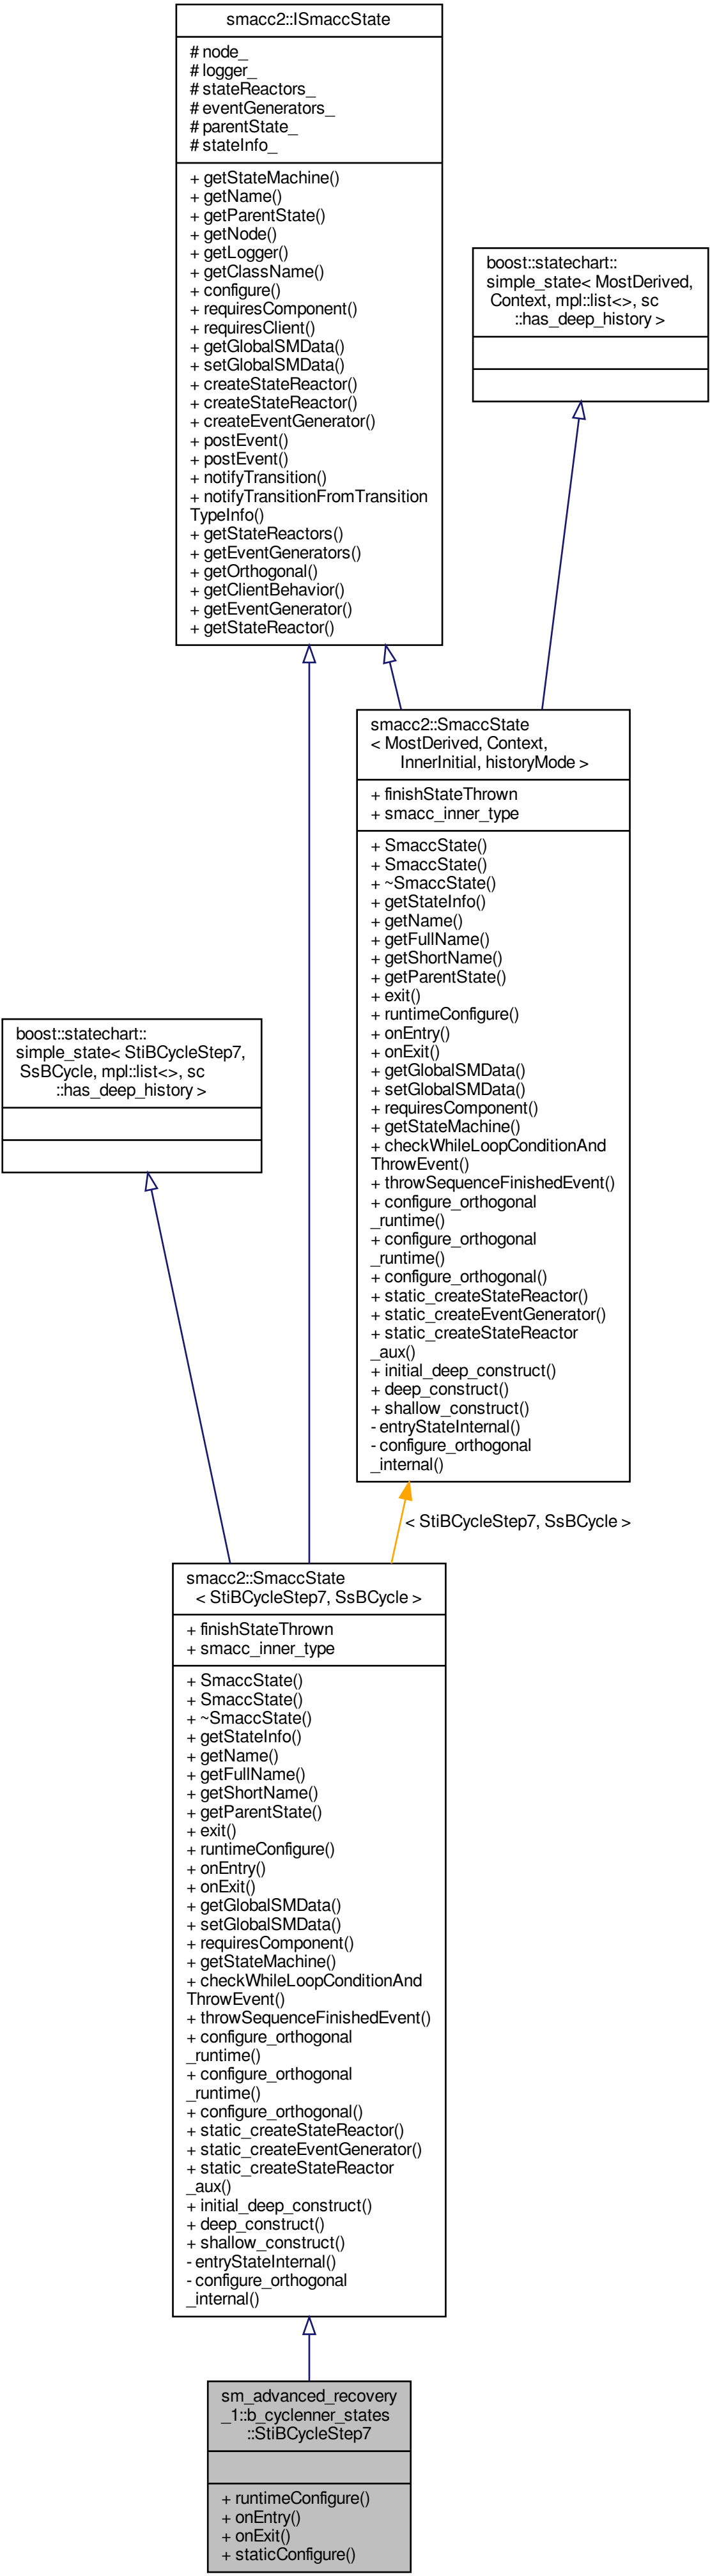 smacc2::ISmaccState
# node_
# logger_
# stateReactors_
# eventGenerators_
# parentState_
# stateInfo_
+ getStateMachine()
+ getName()
+ getParentState()
+ getNode()
+ getLogger()
+ getClassName()
+ configure()
+ requiresComponent()
+ requiresClient()
+ getGlobalSMData()
+ setGlobalSMData()
+ createStateReactor()
+ createStateReactor()
+ createEventGenerator()
+ postEvent()
+ postEvent()
+ notifyTransition()
+ notifyTransitionFromTransition
TypeInfo()
+ getStateReactors()
+ getEventGenerators()
+ getOrthogonal()
+ getClientBehavior()
+ getEventGenerator()
+ getStateReactor()
boost::statechart::
simple_state< MostDerived,
Context, mpl::list<>, sc
::has_deep_history >
smacc2::SmaccState
< MostDerived, Context,
InnerInitial, historyMode >
+ finishStateThrown
+ smacc_inner_type
+ SmaccState()
+ SmaccState()
+ ~SmaccState()
+ getStateInfo()
+ getName()
+ getFullName()
+ getShortName()
+ getParentState()
+ exit()
+ runtimeConfigure()
+ onEntry()
+ onExit()
+ getGlobalSMData()
+ setGlobalSMData()
+ requiresComponent()
+ getStateMachine()
+ checkWhileLoopConditionAnd
ThrowEvent()
+ throwSequenceFinishedEvent()
+ configure_orthogonal
_runtime()
+ configure_orthogonal
_runtime()
+ configure_orthogonal()
+ static_createStateReactor()
+ static_createEventGenerator()
+ static_createStateReactor
_aux()
+ initial_deep_construct()
+ deep_construct()
+ shallow_construct()
- entryStateInternal()
- configure_orthogonal
_internal()
boost::statechart::
simple_state< StiBCycleStep7,
SsBCycle, mpl::list<>, sc
::has_deep_history >
< StiBCycleStep7, SsBCycle >
smacc2::SmaccState
< StiBCycleStep7, SsBCycle >
+ finishStateThrown
+ smacc_inner_type
+ SmaccState()
+ SmaccState()
+ ~SmaccState()
+ getStateInfo()
+ getName()
+ getFullName()
+ getShortName()
+ getParentState()
+ exit()
+ runtimeConfigure()
+ onEntry()
+ onExit()
+ getGlobalSMData()
+ setGlobalSMData()
+ requiresComponent()
+ getStateMachine()
+ checkWhileLoopConditionAnd
ThrowEvent()
+ throwSequenceFinishedEvent()
+ configure_orthogonal
_runtime()
+ configure_orthogonal
_runtime()
+ configure_orthogonal()
+ static_createStateReactor()
+ static_createEventGenerator()
+ static_createStateReactor
_aux()
+ initial_deep_construct()
+ deep_construct()
+ shallow_construct()
- entryStateInternal()
- configure_orthogonal
_internal()
sm_advanced_recovery
_1::b_cyclenner_states
::StiBCycleStep7
+ runtimeConfigure()
+ onEntry()
+ onExit()
+ staticConfigure()